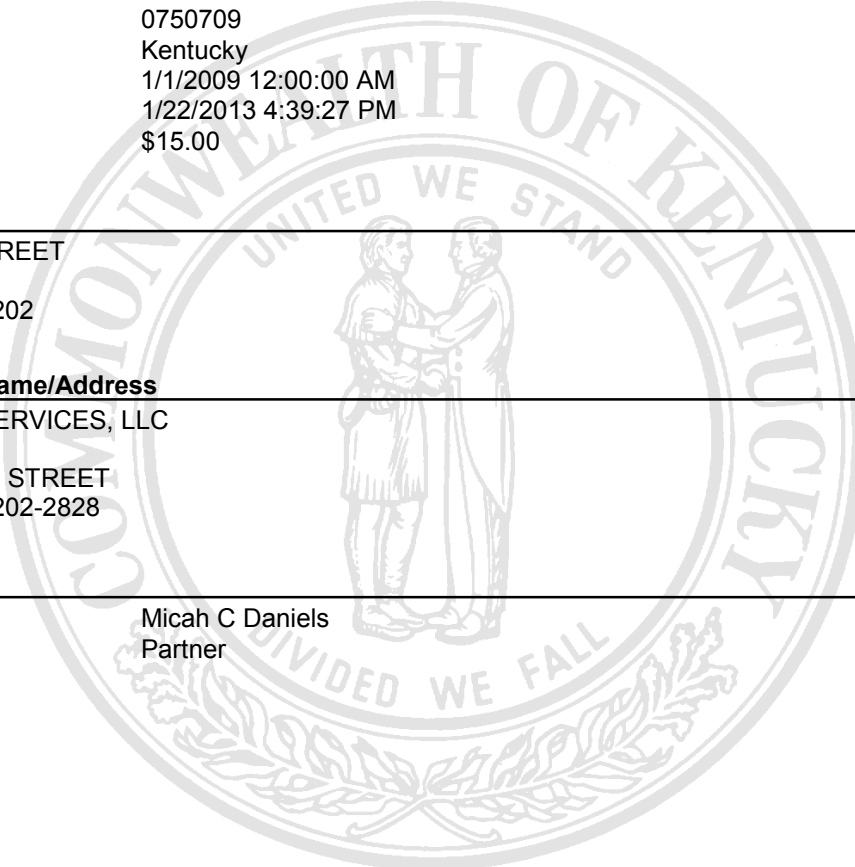 0750709
Kentucky
1/1/2009 12:00:00 AM
1/22/2013 4:39:27 PM
$15.00
COMMONWEALTH OF KENTUCKY
UNITED WE STAND
REET
202
ame/Address
ERVICES, LLC
STREET
202-2828
Micah C Daniels
Partner
DIVIDED WE FALL